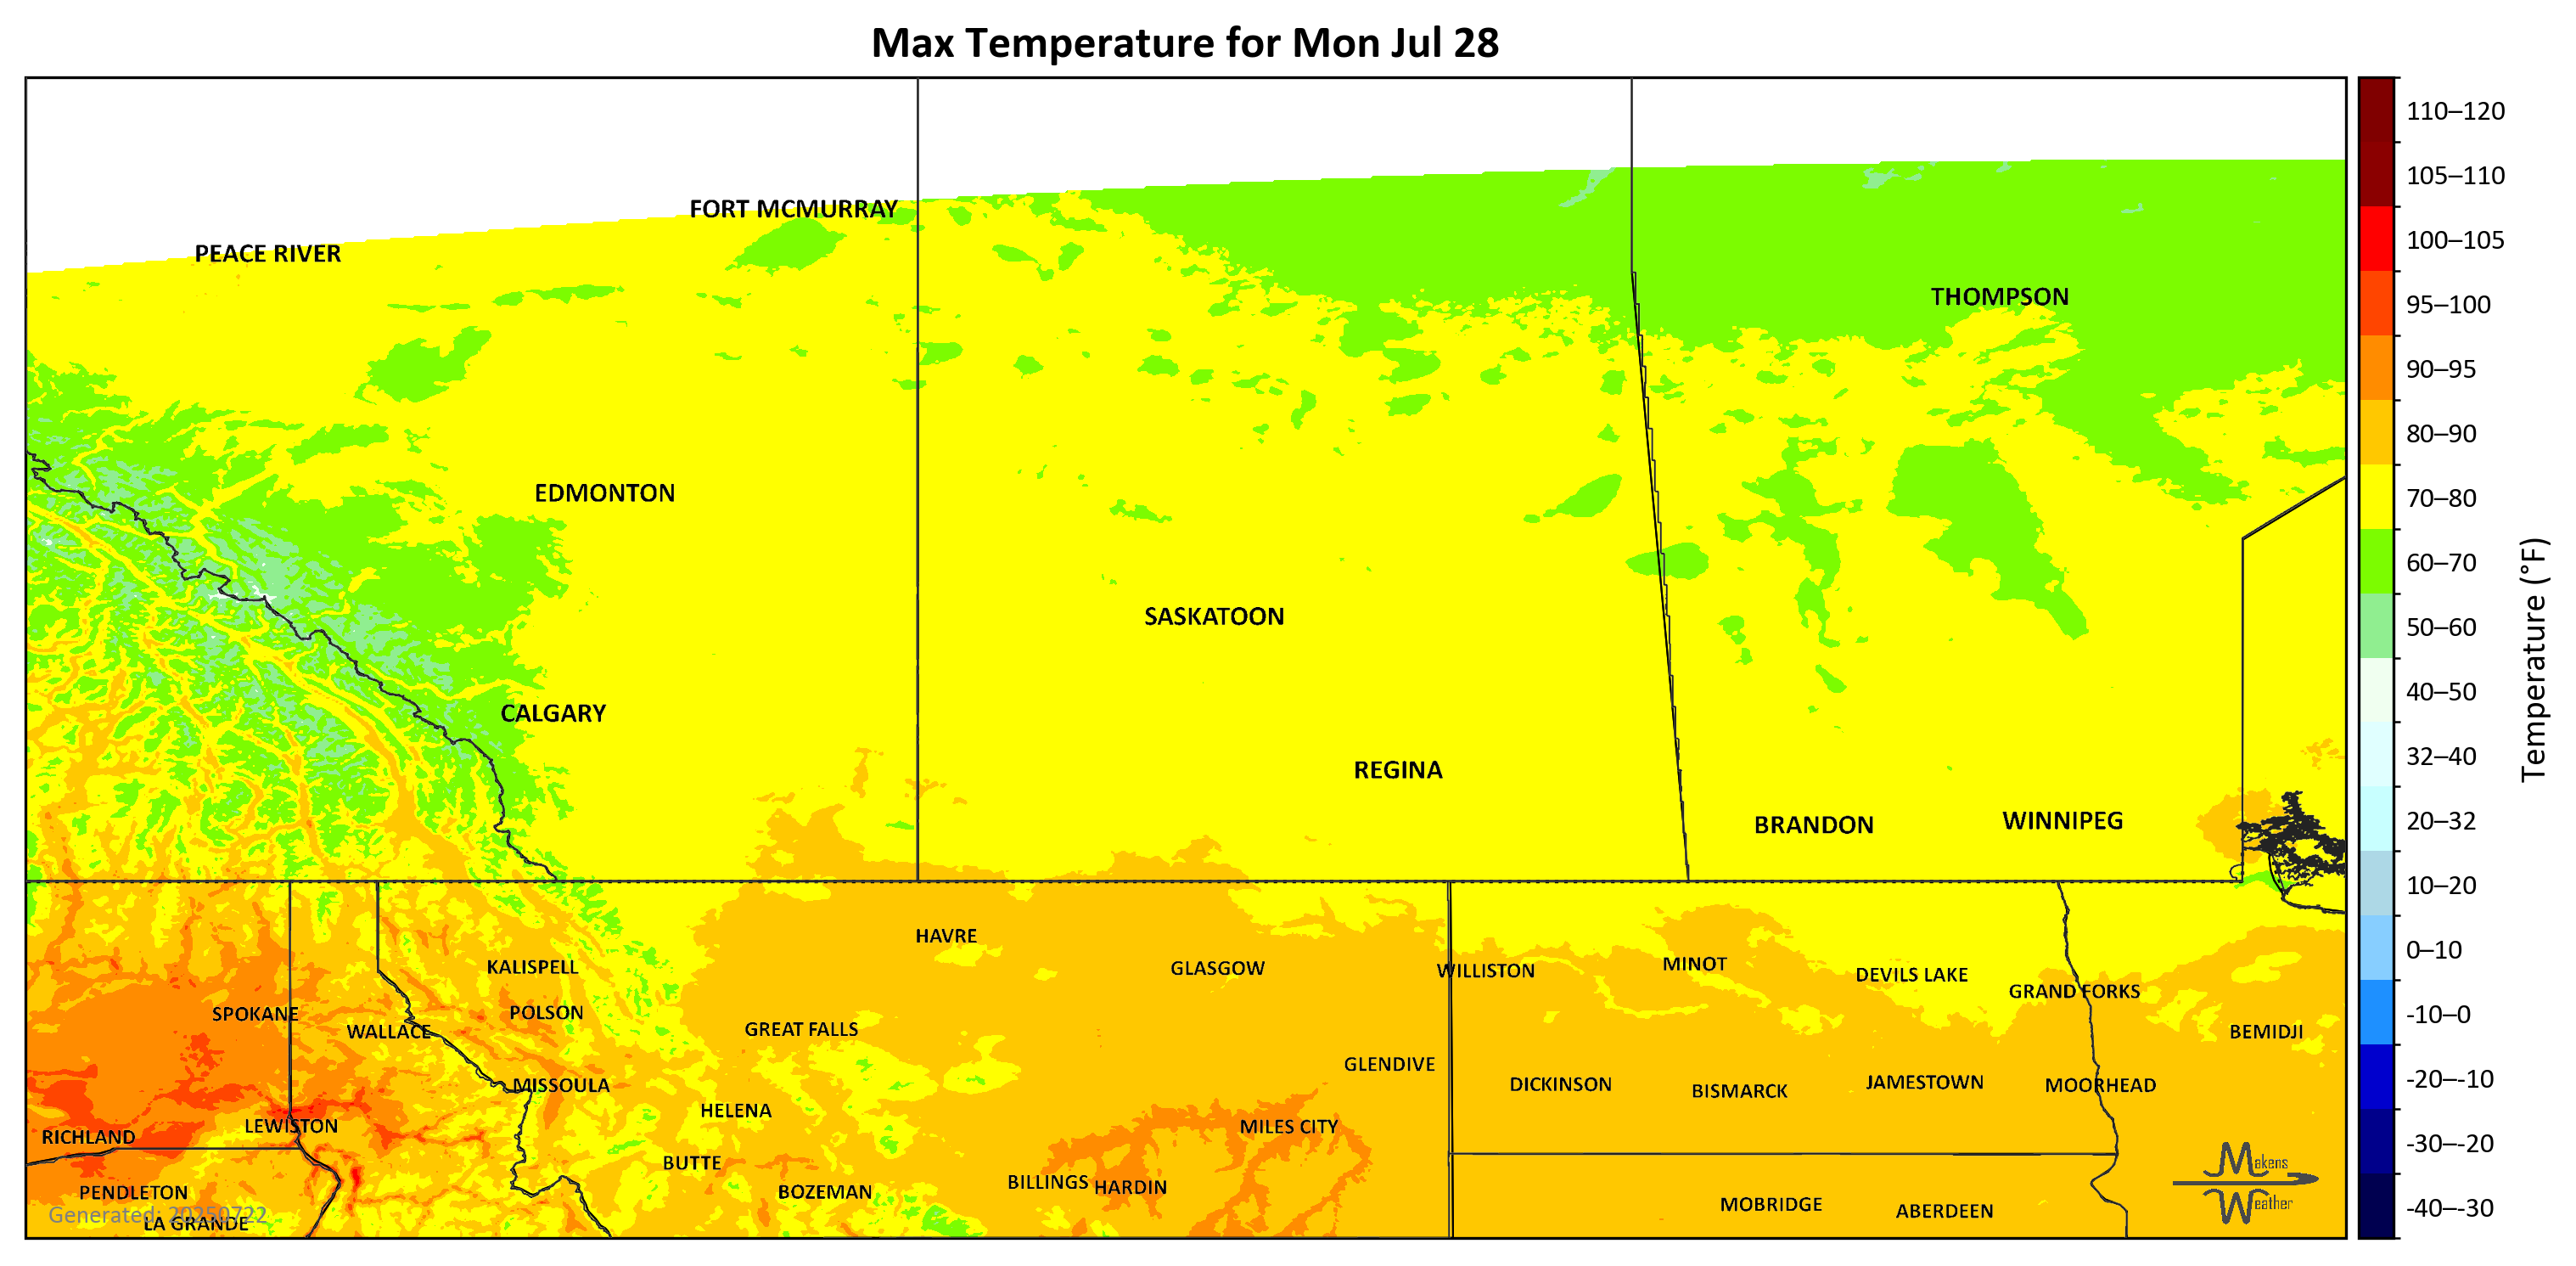 Max Temperature for Mon Jul 28
FORT MCMURRAY
PEACE RIVER
THOMPSON
EDMONTON
SASKATOON
CALGARY
REGINA
BRANDON
WINNIPEG
HAVRE
KALISPELL
GLASGOW
WILLISTON
MINOT
DEVILS LAKE
GRAND FORKS
SPOKANE
POLSON
WALLACE
GREAT FALLS
BEMIDJI
GLENDIVE
MISSOULA
DICKINSON
BISMARCK
JAMESTOWN
MOORHEAD
HELENA
LEWISTON
MILES CITY
RICHLAND
BUTTE
BILLINGS
HARDIN
PENDLETON
BOZEMAN
MOBRIDGE
ABERDEEN
LA GRANDE
Generated: 20250722
Makens
Weather
110–120
105–110
100–105
95–100
90–95
80–90
70–80
60–70
50–60
40–50
32–40
20–32
10–20
0–10
-10–0
-20–-10
-30–-20
-40–-30
Temperature (°F)